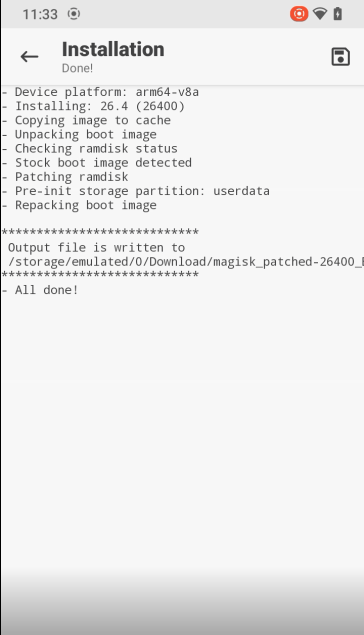 11:33
Installation
Done!
- Device platform: arm64-v8a
- Installing: 26.4 (26400)
- Copying image to cache
- Unpacking boot image
- Checking ramdisk status
- Stock boot image detected
- Patching ramdisk
- Pre-init storage partition: userdata
- Repacking boot image
****************************
Output file is written to
/storage/emulated/0/Download/magisk_patched-26400_
****************************
- All done!